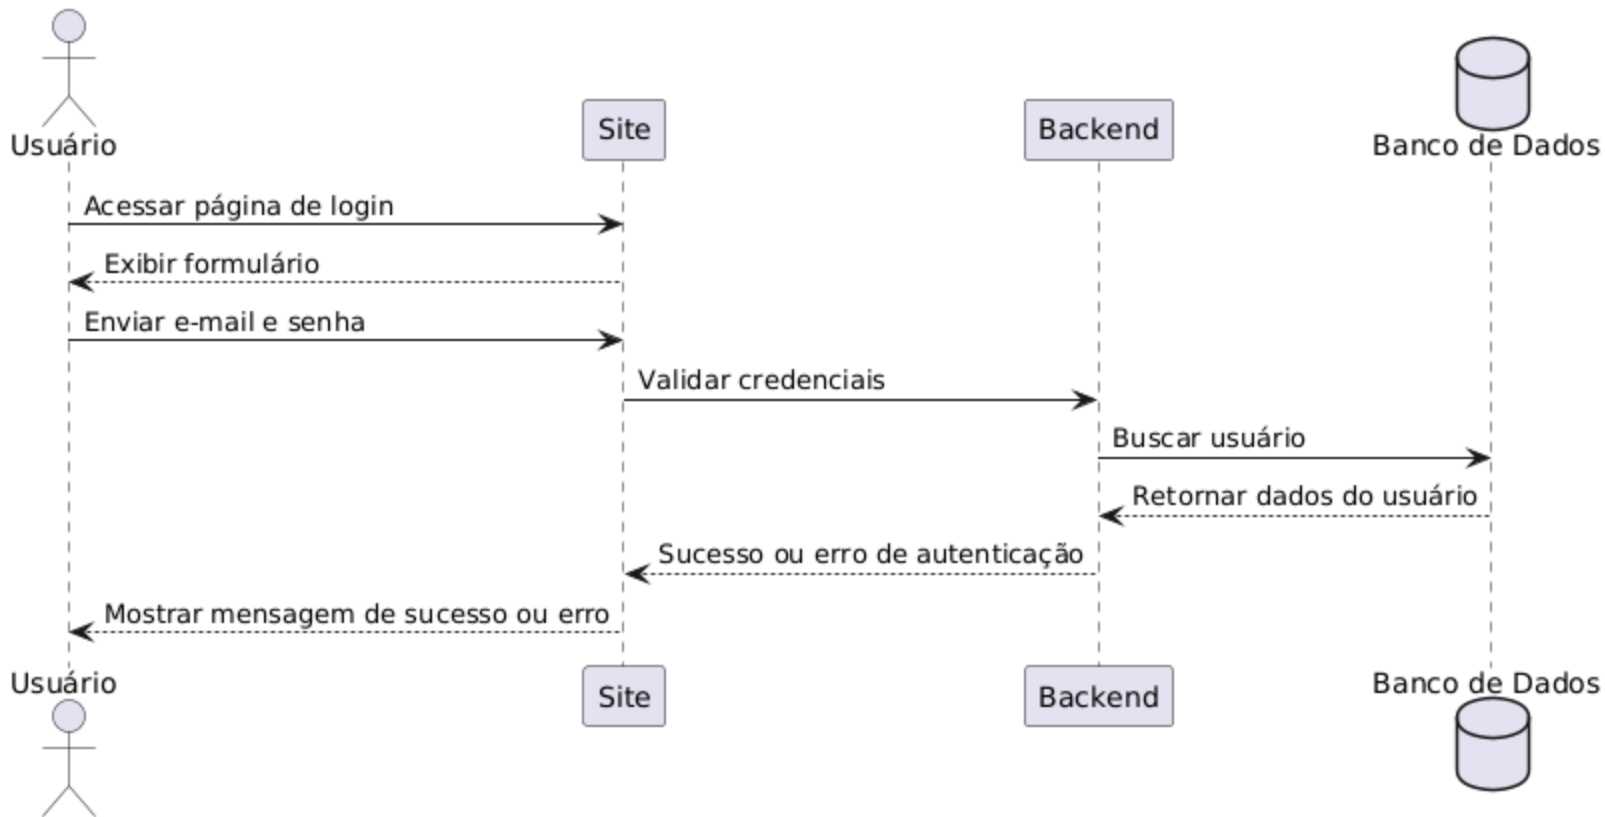 Usuário
Site
Backend
Banco de Dados
Acessar página de login
Exibir formulário
Enviar e-mail e senha
Validar credenciais
Buscar usuário
Retornar dados do usuário
Sucesso ou erro de autenticação
Mostrar mensagem de sucesso ou erro
Usuário
Site
Backend
Banco de Dados